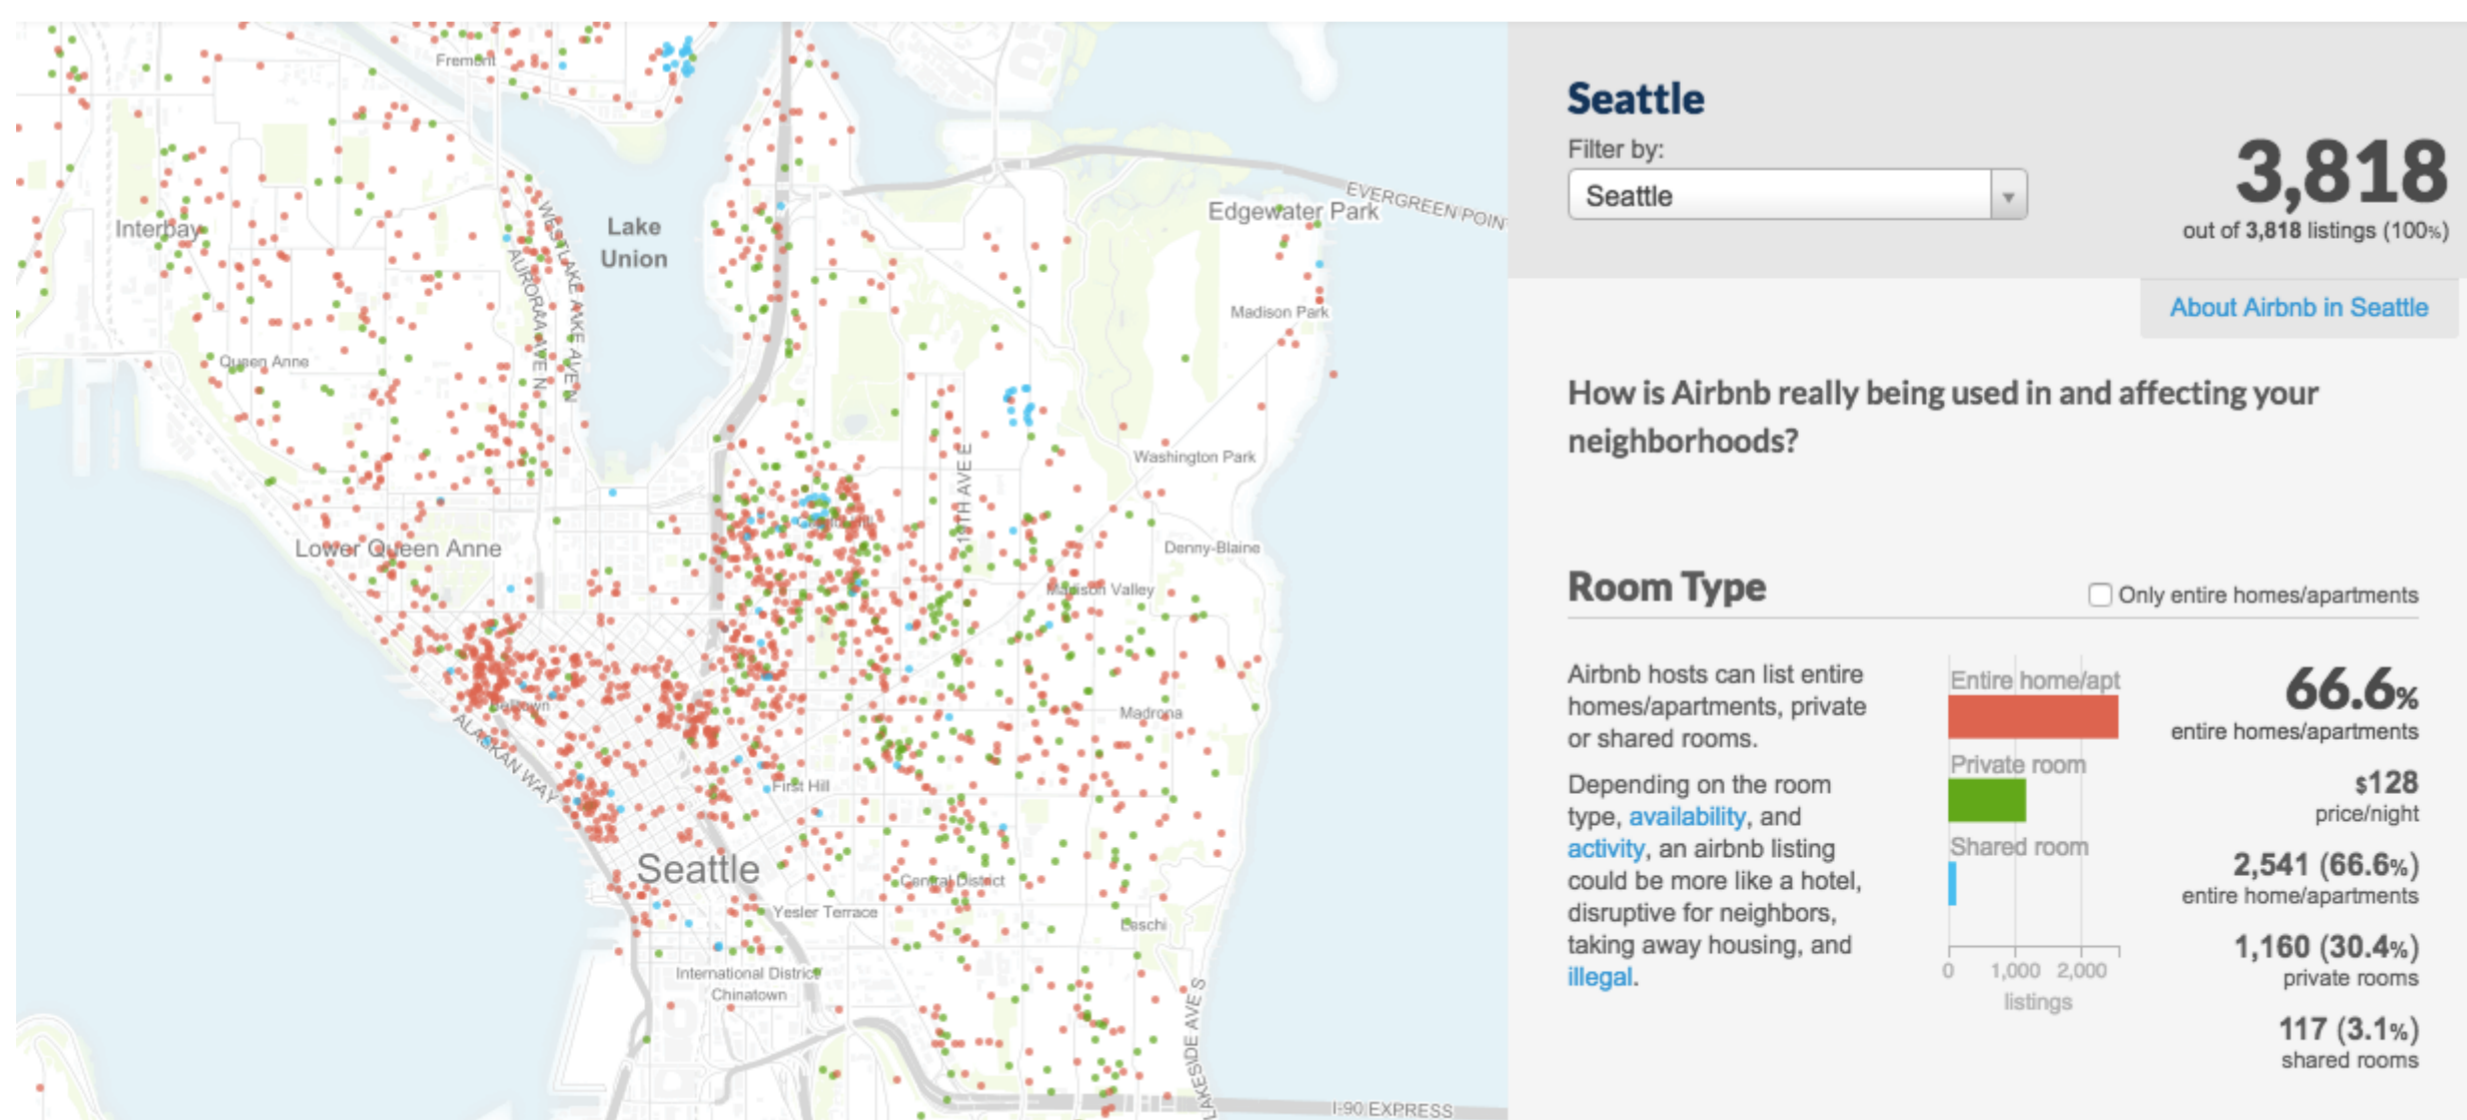 Fremont
Interbay
Lake
Union
WESTLAKE AVE N
AURORA AVE N
Queen Anne
Lower Queen Anne
Belltown
ALASKAN WAY
Seattle
First Hill
Yesler Terrace
International District
Chinatown
Central District
Capitol Hill
19TH AVE E
EVERGREEN POIN
Edgewater Park
Madison Park
Washington Park
Denny-Blaine
Madison Valley
Madrona
Leschi
LAKESIDE AVE S
I-90 EXPRESS
Seattle
Filter by:
Seattle
3,818
out of 3,818 listings (100%)
About Airbnb in Seattle
How is Airbnb really being used in and affecting your
neighborhoods?
Room Type
Only entire homes/apartments
Airbnb hosts can list entire
homes/apartments, private
or shared rooms.
Depending on the room
type, availability, and
activity, an airbnb listing
could be more like a hotel,
disruptive for neighbors,
taking away housing, and
illegal.
Entire home/apt
Private room
Shared room
0 1,000 2,000
listings
66.6%
entire homes/apartments
$128
price/night
2,541 (66.6%)
entire home/apartments
1,160 (30.4%)
private rooms
117 (3.1%)
shared rooms